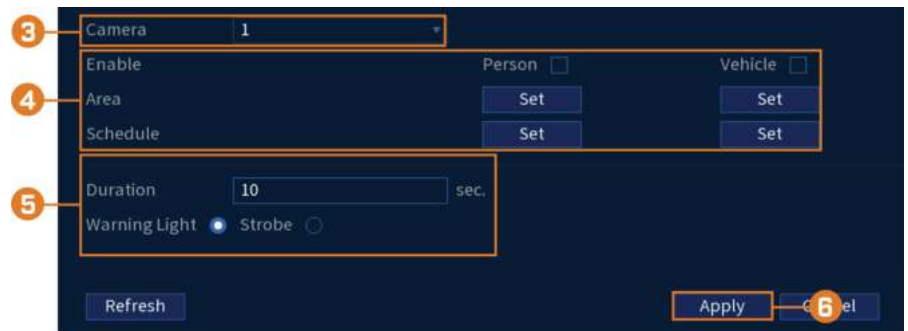 3 Camera 1
Enable Person Vehicle
4 Area Set Set
Schedule Set Set
5 Duration 10 sec.
Warning Light Strobe
Refresh Apply 6 el